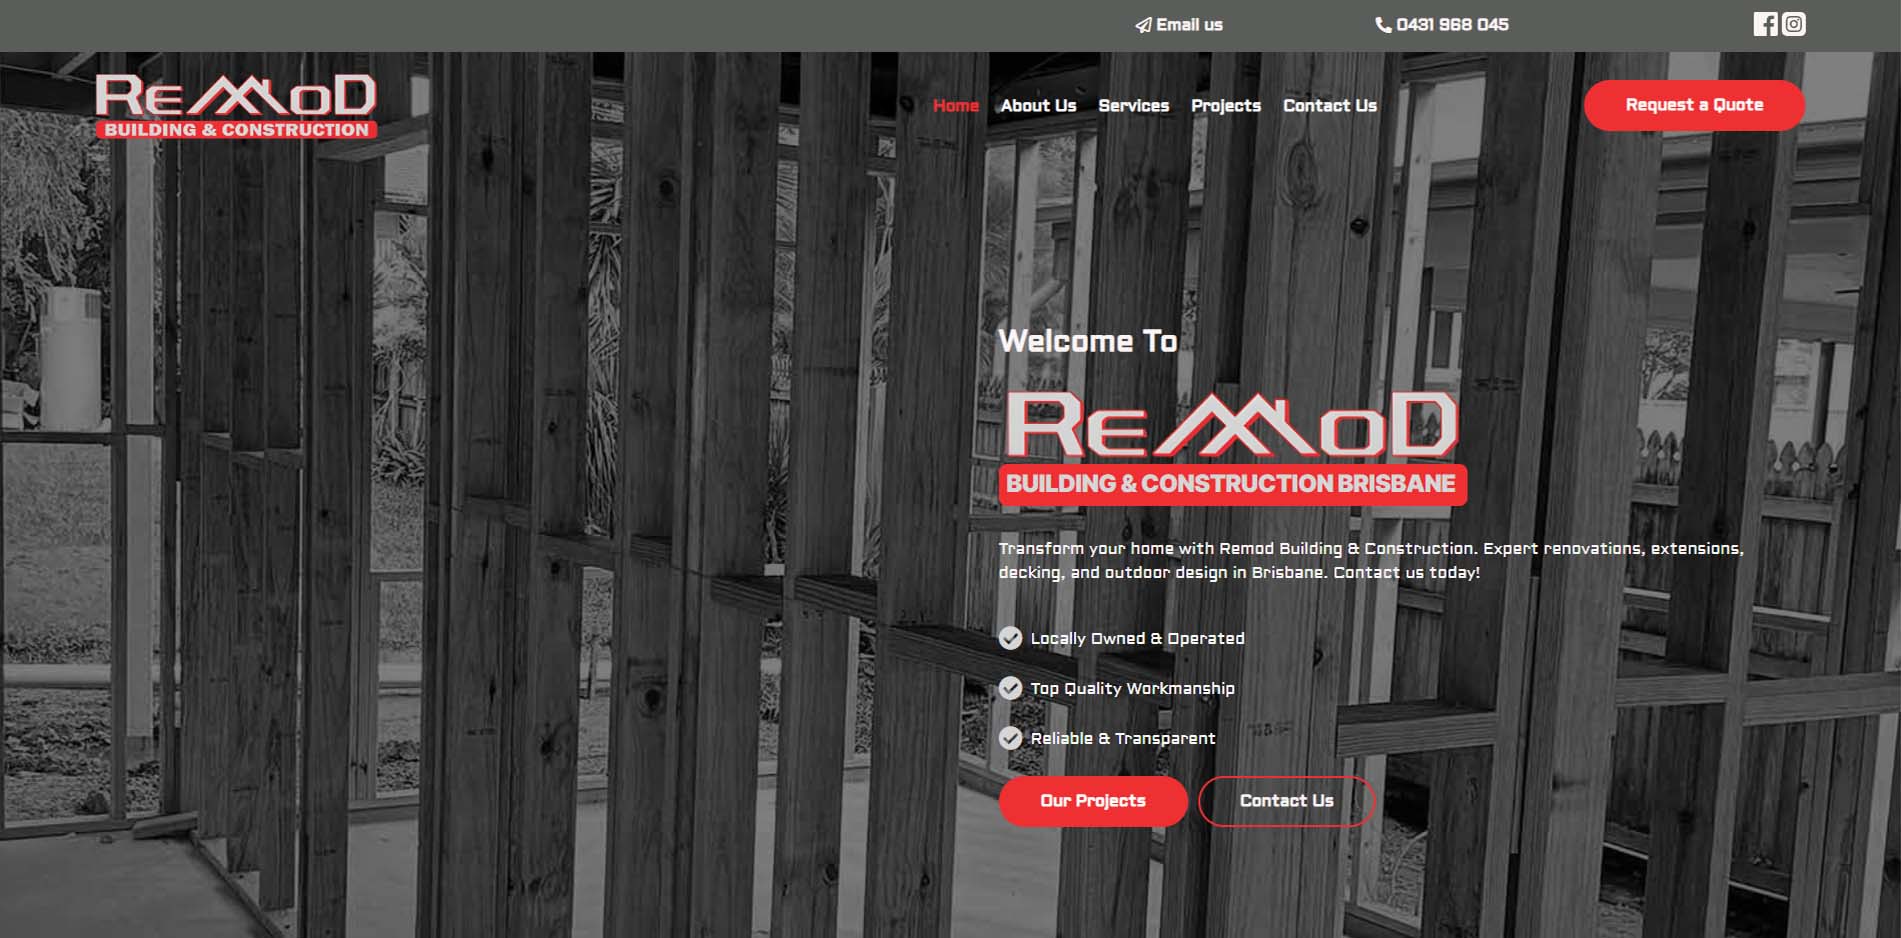 Email us
0431 968 045
ReMoD
BUILDING & CONSTRUCTION
Home
About Us
Services
Projects
Contact Us
Request a Quote
Welcome To
ReMoD
BUILDING & CONSTRUCTION BRISBANE
Transform your home with Remod Building & Construction. Expert renovations, extensions,
decking, and outdoor design in Brisbane. Contact us today!
Locally Owned & Operated
Top Quality Workmanship
Reliable & Transparent
Our Projects
Contact Us